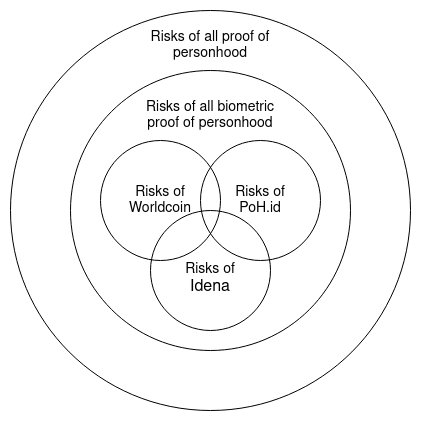 Risks of all proof of
personhood
Risks of all biometric
proof of personhood
Risks of
Worldcoin
Risks of
PoH.id
Risks of
Idena